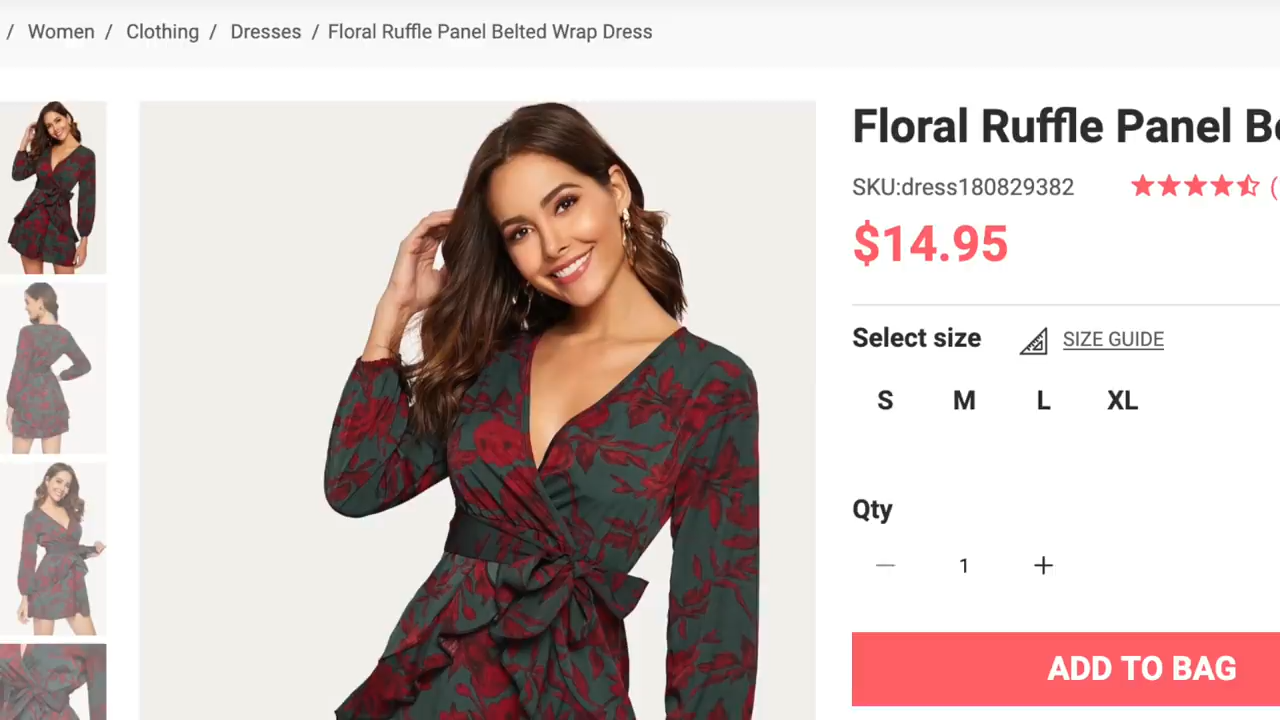 / Women / Clothing / Dresses / Floral Ruffle Panel Belted Wrap Dress
Floral Ruffle Panel
SKU:dress180829382
$14.95
Select size
SIZE GUIDE
S M L XL
Qty
— 1 +
ADD TO BAG